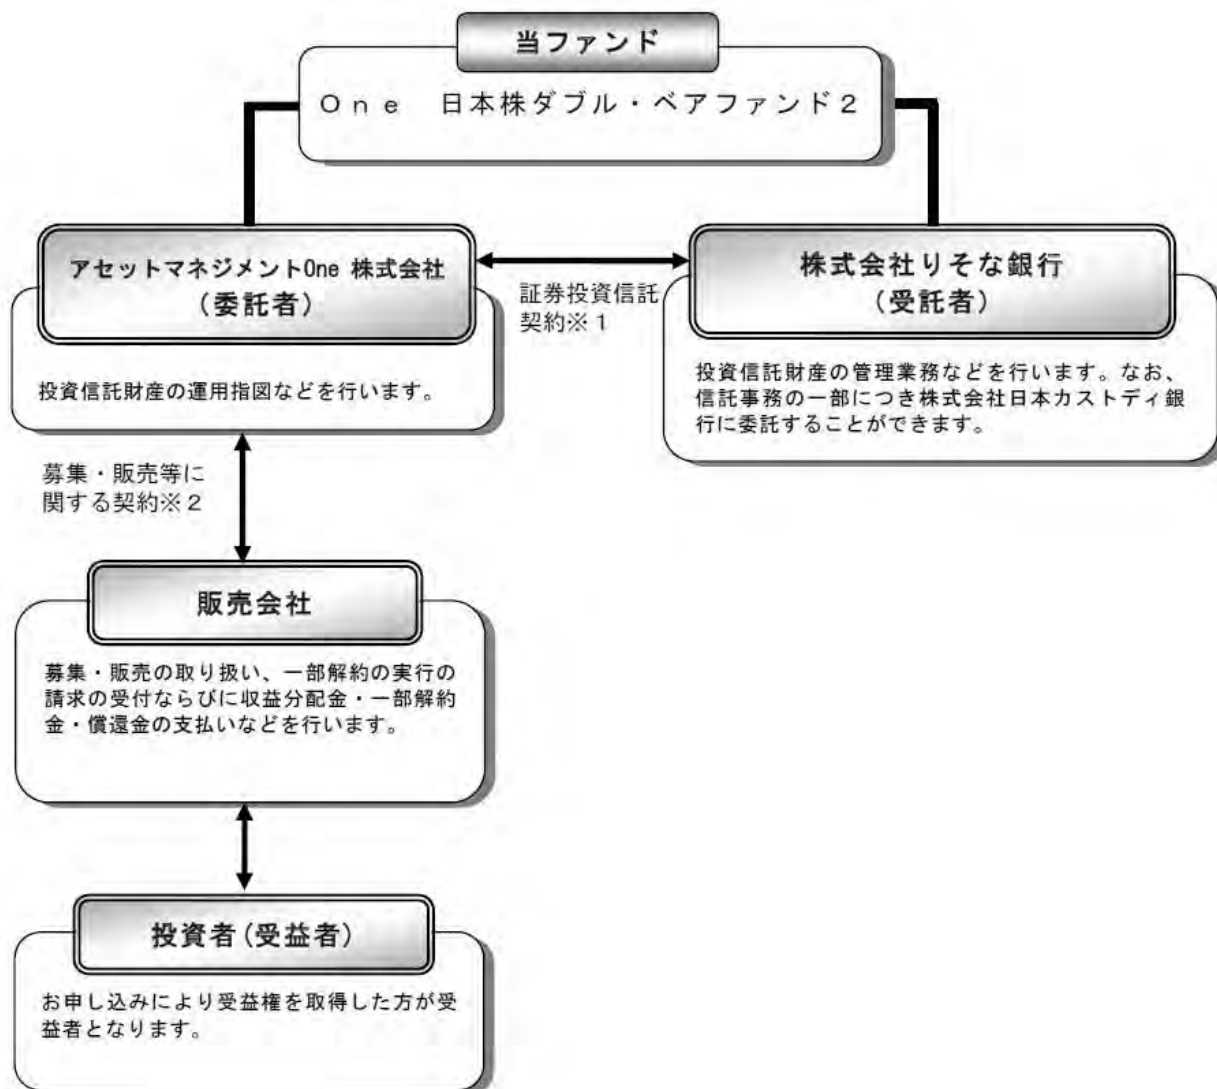 当ファンド
Ｏｎｅ　日本株ダブル・ベアファンド２
アセットマネジメントOne 株式会社
（委託者）
投資信託財産の運用指図などを行います。
証券投資信託
契約※１
株式会社りそな銀行
（受託者）
投資信託財産の管理業務などを行います。なお、
信託事務の一部につき株式会社日本カストディ銀
行に委託することができます。
募集・販売等に
関する契約※２
販売会社
募集・販売の取り扱い、一部解約の実行の
請求の受付ならびに収益分配金・一部解約
金・償還金の支払いなどを行います。
投資者(受益者)
お申し込みにより受益権を取得した方が受
益者となります。